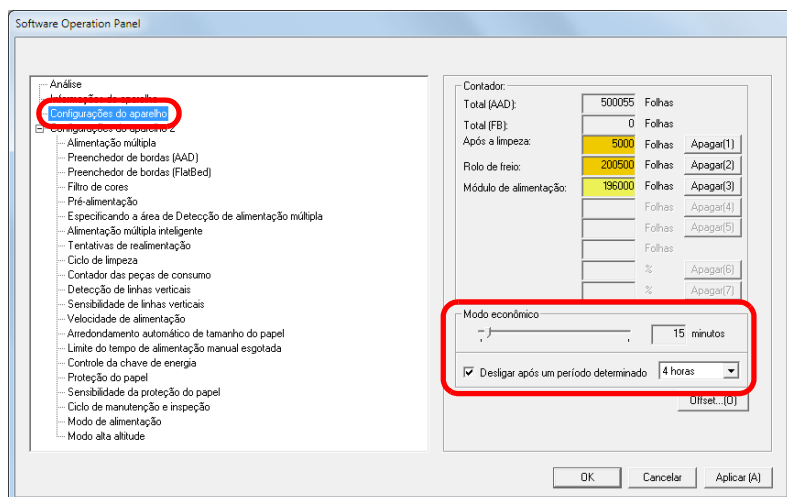 Software Operation Panel
Análise
Informações do aparelho
Configurações do aparelho
Configurações do aparelho 2
Alimentação múltipla
Preenchedor de bordas (AAD)
Preenchedor de bordas (FlatBed)
Filtro de cores
Pré-alimentação
Especificando a área de Detecção de alimentação múltipla
Alimentação múltipla inteligente
Tentativas de realimentação
Ciclo de limpeza
Contador das peças de consumo
Detecção de linhas verticais
Sensibilidade de linhas verticais
Velocidade de alimentação
Arredondamento automático de tamanho do papel
Limite do tempo de alimentação manual esgotada
Controle da chave de energia
Proteção do papel
Sensibilidade da proteção do papel
Ciclo de manutenção e inspeção
Modo de alimentação
Modo alta altitude
Contador:
Total (AAD): 500055 Folhas
Total (FB): 0 Folhas
Após a limpeza: 5000 Folhas Apagar(1)
Rolo de freio: 200500 Folhas Apagar(2)
Módulo de alimentação: 196000 Folhas Apagar(3)
Folhas Apagar(4)
Folhas Apagar(5)
Folhas
% Apagar(6)
% Apagar(7)
Modo econômico
15 minutos
Desligar após um período determinado 4 horas
Offset...(O)
OK Cancelar Aplicar (A)